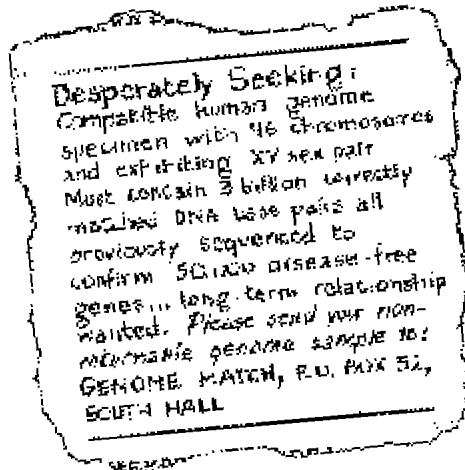 Desperately Seeking:
Compatible human genome
specimen with 46 chromosomes
and exhibiting XY sex pair
Must contain 3 billion correctly
matched DNA base pairs all
previously sequenced to
confirm 50,000 disease-free
genes... long-term relationship
wanted. Please send your non-
returnable genome sample to:
GENOME MATCH, P.O. BOX 52,
SOUTH HALL